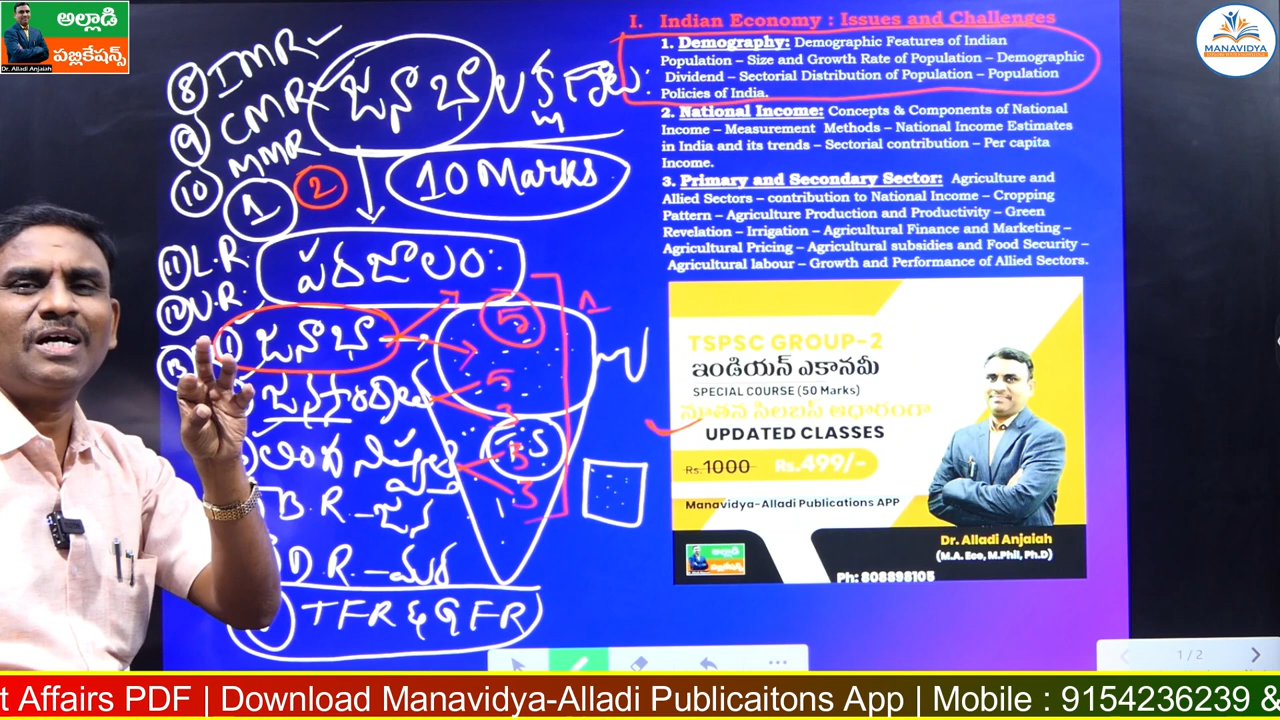 అల్లాడి
పబ్లికేషన్స్
Dr. Alladi Anjaiah
MANAVIDYA
⑧ IMR-
⑨ CMR
⑩ MMR
జనాభా లక్షణాలు:
① ②
10 Marks
⑪ L.R
⑫ U.R
⑬
జనాభా
5
5
3
లింగ నిష్పత్తి
3
3
B.R. -
D.R. - మర
TFR & GFR
I. Indian Economy : Issues and Challenges
1. Demography: Demographic Features of Indian
Population – Size and Growth Rate of Population – Demographic
Dividend – Sectorial Distribution of Population – Population
Policies of India.
2. National Income: Concepts & Components of National
Income – Measurement Methods – National Income Estimates
in India and its trends – Sectorial contribution – Per capita
Income.
3. Primary and Secondary Sector: Agriculture and
Allied Sectors – contribution to National Income – Cropping
Pattern – Agriculture Production and Productivity – Green
Revelation – Irrigation – Agricultural Finance and Marketing –
Agricultural Pricing – Agricultural subsidies and Food Security –
Agricultural labour – Growth and Performance of Allied Sectors.
TSPSC GROUP-2
ఇండియన్ ఎకానమీ
SPECIAL COURSE (50 Marks)
నూతన సిలబస్ ఆధారంగా
UPDATED CLASSES
Rs.1000 Rs.499/-
Manavidya-Alladi Publications APP
అల్లాడి
Dr. Alladi Anjaiah
(M.A. Eco, M.Phil, Ph.D)
Ph: 808898105
1 / 2
t Affairs PDF | Download Manavidya-Alladi Publicaitons App | Mobile : 9154236239 &